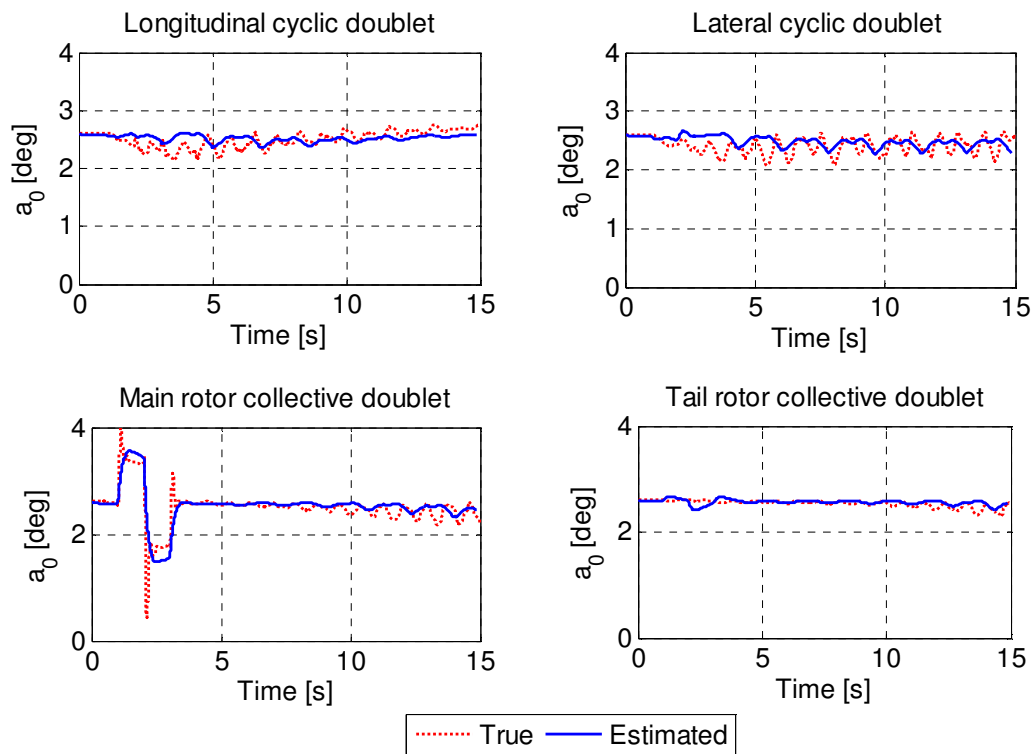 Longitudinal cyclic doublet
4
3
2
1
0
a0 [deg]
0 5 10 15
Time [s]
Lateral cyclic doublet
4
3
2
1
0
a0 [deg]
0 5 10 15
Time [s]
Main rotor collective doublet
4
2
0
a0 [deg]
0 5 10 15
Time [s]
Tail rotor collective doublet
4
2
0
a0 [deg]
0 5 10 15
Time [s]
True Estimated